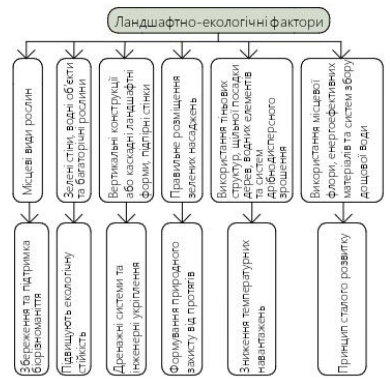 Ландшафтно-екологічні фактори
Місцеві види рослин
Зелені стіни, водні об'єкти
та багаторічні рослини
Вертикальні конструкції
або каскадні ландшафтні
форми, підпірні стінки
Правильне розміщення
зелених насаджень
Використання тіньових
структур, щільної посадки
дерев, водних елементів
та систем
дрібнодисперсного
зрошення
Використання місцевої
флори, енергоефективних
матеріалів та систем збору
дощової води
Збереження та підтримка
борізноманіття
Підвищують екологічну
стійкість
Дренажні системи та
інженерні укріплення
Формування природного
захисту від протягів
Зниження температурних
навантажень
Принцип сталого розвитку